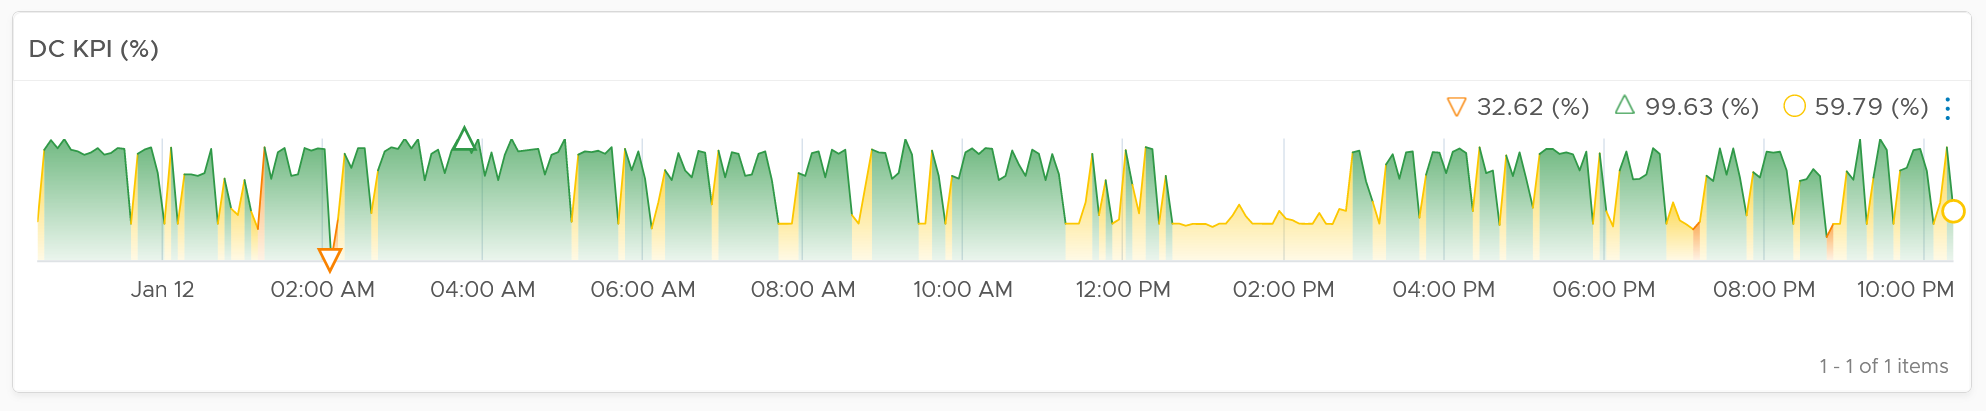 DC KPI (%)
32.62 (%) 99.63 (%) 59.79 (%)
Jan 12 02:00 AM 04:00 AM 06:00 AM 08:00 AM 10:00 AM 12:00 PM 02:00 PM 04:00 PM 06:00 PM 08:00 PM 10:00 PM
1 - 1 of 1 items